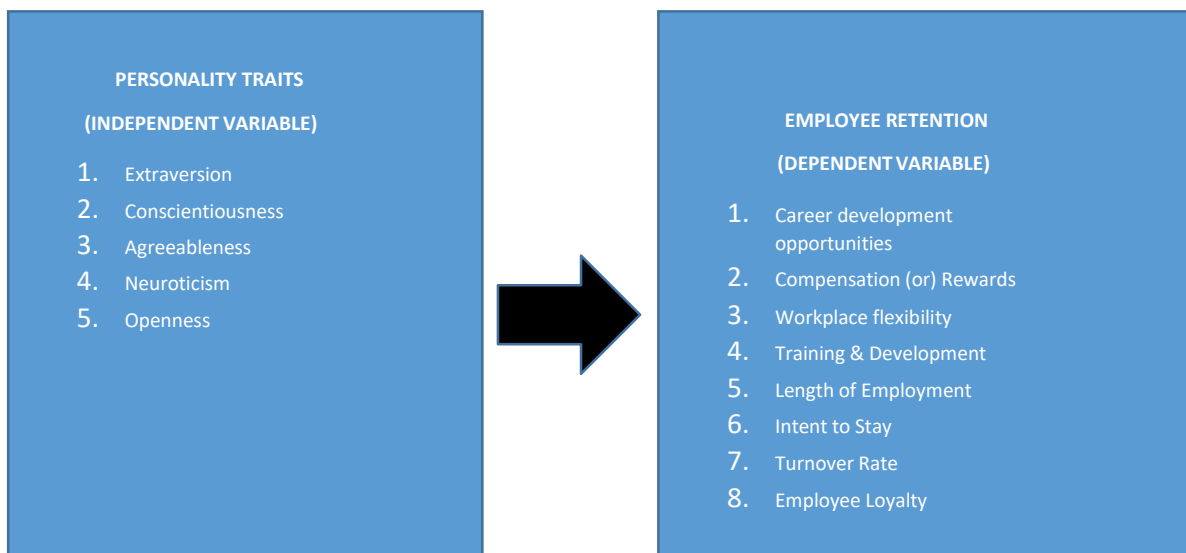 PERSONALITY TRAITS
(INDEPENDENT VARIABLE)
1. Extraversion
2. Conscientiousness
3. Agreeableness
4. Neuroticism
5. Openness
EMPLOYEE RETENTION
(DEPENDENT VARIABLE)
1. Career development
opportunities
2. Compensation (or) Rewards
3. Workplace flexibility
4. Training & Development
5. Length of Employment
6. Intent to Stay
7. Turnover Rate
8. Employee Loyalty